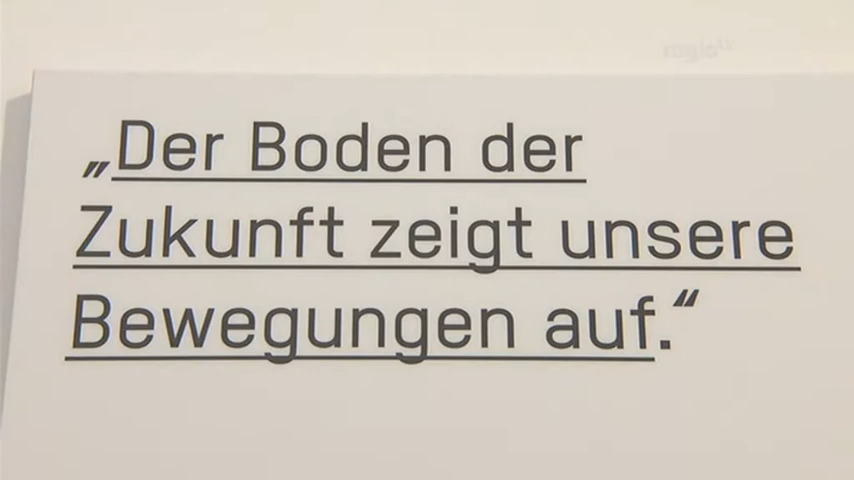 „Der Boden der
Zukunft zeigt unsere
Bewegungen auf.“